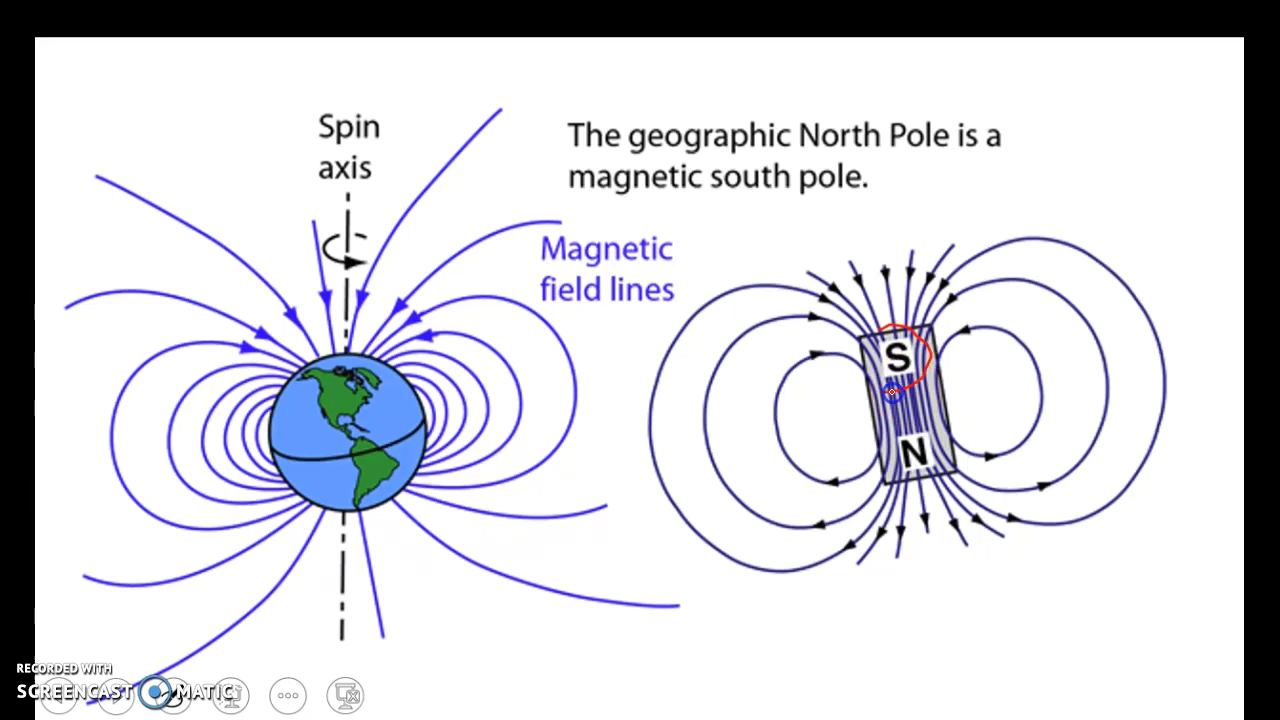 Spin
axis
The geographic North Pole is a
magnetic south pole.
Magnetic
field lines
S
N
RECORDED WITH
SCREENCAST MATIC